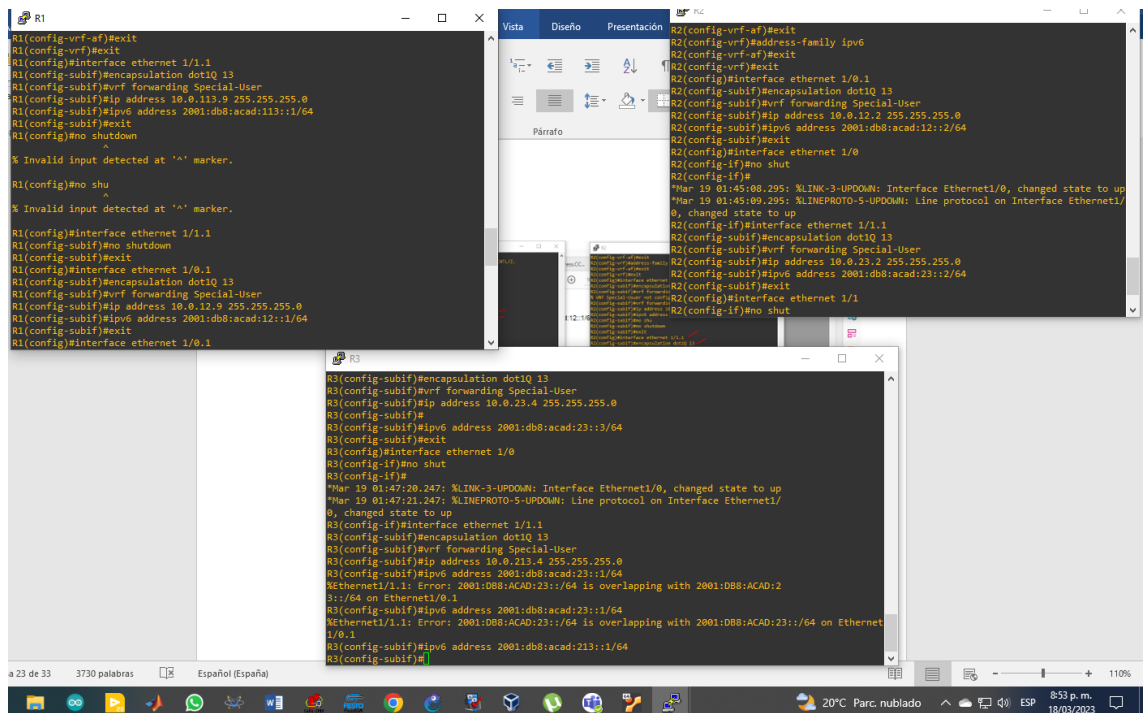 R1
R1(config-vrf-af)#exit
R1(config-vrf)#exit
R1(config)#interface ethernet 1/1.1
R1(config-subif)#encapsulation dot1Q 13
R1(config-subif)#vrf forwarding Special-User
R1(config-subif)#ip address 10.0.113.9 255.255.255.0
R1(config-subif)#ipv6 address 2001:db8:acad:113::1/64
R1(config-subif)#exit
R1(config)#no shutdown
^
% Invalid input detected at '^' marker.
R1(config)#no shu
^
% Invalid input detected at '^' marker.
R1(config)#interface ethernet 1/1.1
R1(config-subif)#no shutdown
R1(config-subif)#exit
R1(config)#interface ethernet 1/0.1
R1(config-subif)#encapsulation dot1Q 13
R1(config-subif)#vrf forwarding Special-User
R1(config-subif)#ip address 10.0.12.9 255.255.255.0
R1(config-subif)#ipv6 address 2001:db8:acad:12::1/64
R1(config-subif)#exit
R1(config)#interface ethernet 1/0.1
Vista Diseño Presentación
Párrafo
R2
R2(config-vrf-af)#exit
R2(config-vrf)#address-family ipv6
R2(config-vrf-af)#exit
R2(config-vrf)#exit
R2(config)#interface ethernet 1/0.1
R2(config-subif)#encapsulation dot1Q 13
R2(config-subif)#vrf forwarding Special-User
R2(config-subif)#ip address 10.0.12.2 255.255.255.0
R2(config-subif)#ipv6 address 2001:db8:acad:12::2/64
R2(config-subif)#exit
R2(config)#interface ethernet 1/0
R2(config-if)#no shut
R2(config-if)#
*Mar 19 01:45:08.295: %LINK-3-UPDOWN: Interface Ethernet1/0, changed state to up
*Mar 19 01:45:09.295: %LINEPROTO-5-UPDOWN: Line protocol on Interface Ethernet1/
0, changed state to up
R2(config-if)#interface ethernet 1/1.1
R2(config-subif)#encapsulation dot1Q 13
R2(config-subif)#vrf forwarding Special-User
R2(config-subif)#ip address 10.0.23.2 255.255.255.0
R2(config-subif)#ipv6 address 2001:db8:acad:23::2/64
R2(config-subif)#exit
R2(config)#interface ethernet 1/1
R2(config-if)#no shut
R3
R3(config-subif)#encapsulation dot1Q 13
R3(config-subif)#vrf forwarding Special-User
R3(config-subif)#ip address 10.0.23.4 255.255.255.0
R3(config-subif)#
R3(config-subif)#ipv6 address 2001:db8:acad:23::3/64
R3(config-subif)#exit
R3(config)#interface ethernet 1/0
R3(config-if)#no shut
R3(config-if)#
*Mar 19 01:47:20.247: %LINK-3-UPDOWN: Interface Ethernet1/0, changed state to up
*Mar 19 01:47:21.247: %LINEPROTO-5-UPDOWN: Line protocol on Interface Ethernet1/
0, changed state to up
R3(config-if)#interface ethernet 1/1.1
R3(config-subif)#encapsulation dot1Q 13
R3(config-subif)#vrf forwarding Special-User
R3(config-subif)#ip address 10.0.213.4 255.255.255.0
R3(config-subif)#ipv6 address 2001:db8:acad:23::1/64
%Ethernet1/1.1: Error: 2001:DB8:ACAD:23::/64 is overlapping with 2001:DB8:ACAD:2
3::/64 on Ethernet1/0.1
R3(config-subif)#ipv6 address 2001:db8:acad:23::1/64
%Ethernet1/1.1: Error: 2001:DB8:ACAD:23::/64 is overlapping with 2001:DB8:ACAD:23::/64 on Ethernet
1/0.1
R3(config-subif)#ipv6 address 2001:db8:acad:213::1/64
R3(config-subif)#
a 23 de 33 3730 palabras Español (España) 110%
20°C Parc. nublado ESP 8:53 p. m.
18/03/2023